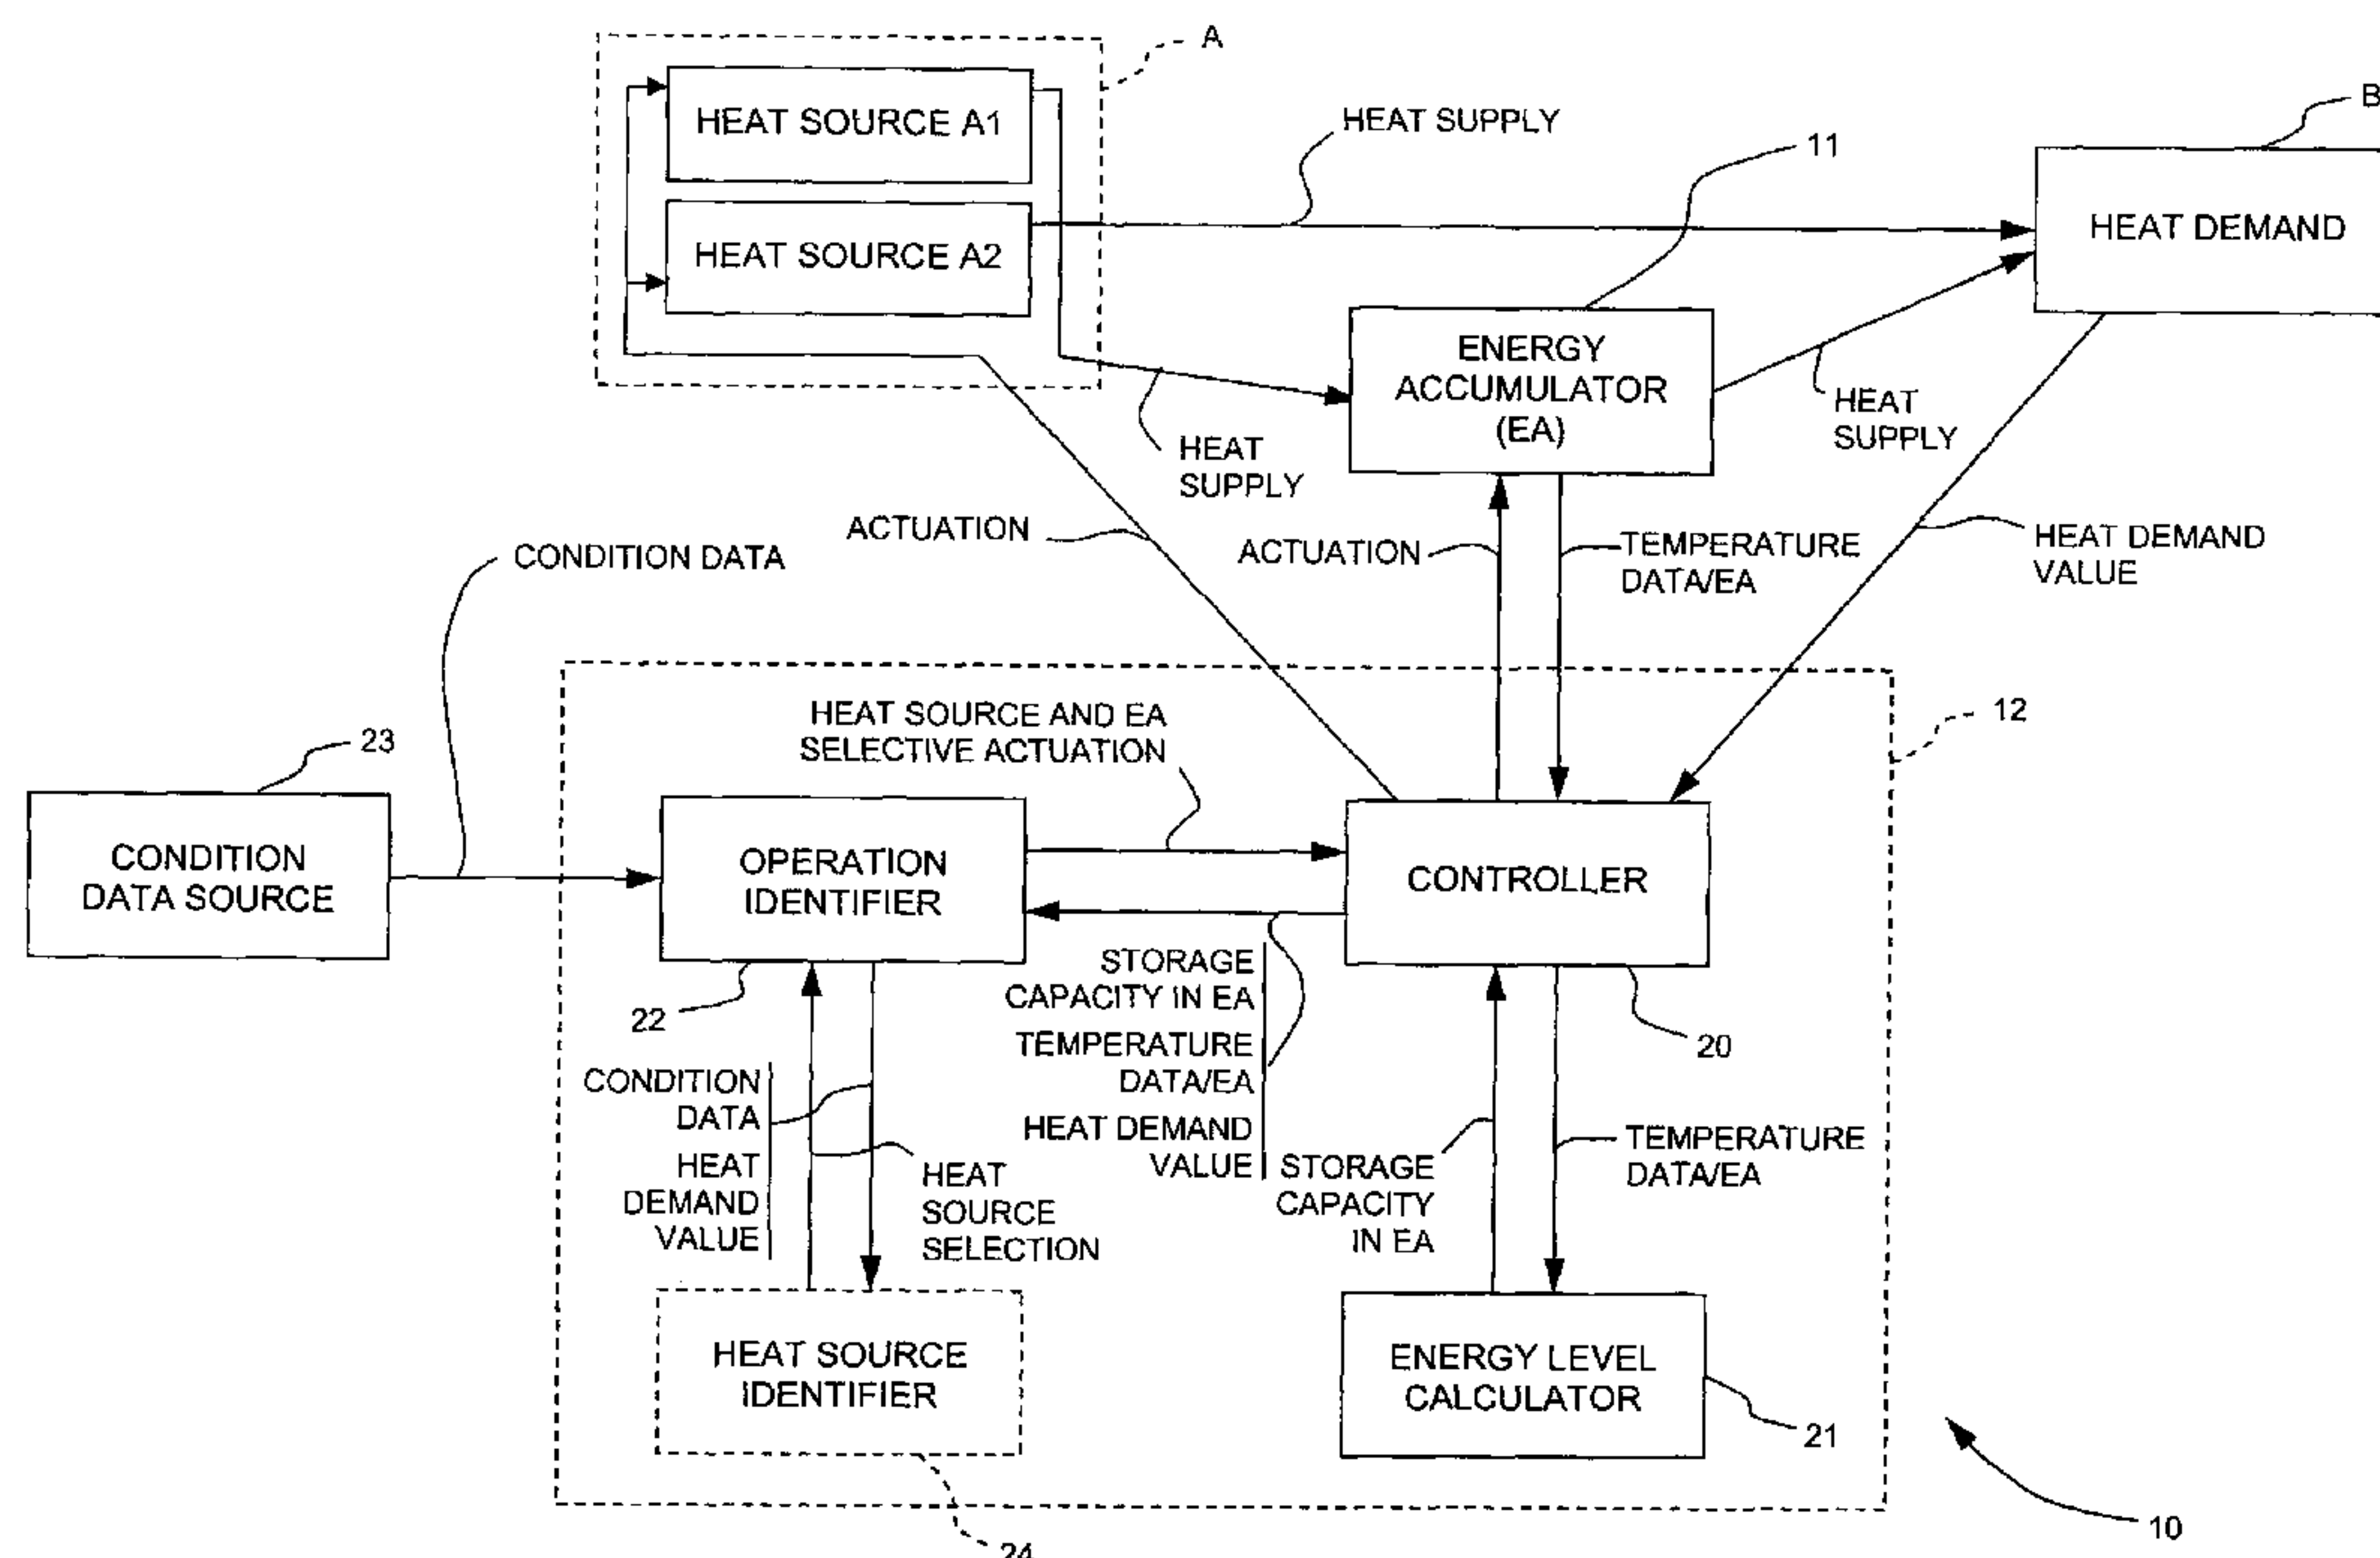 A
HEAT SOURCE A1
HEAT SUPPLY
B
11
HEAT SOURCE A2
HEAT DEMAND
ENERGY
ACCUMULATOR
(EA)
HEAT
SUPPLY
HEAT
SUPPLY
ACTUATION
CONDITION DATA
ACTUATION
TEMPERATURE
DATA/EA
HEAT DEMAND
VALUE
HEAT SOURCE AND EA
SELECTIVE ACTUATION
12
23
CONDITION
DATA SOURCE
OPERATION
IDENTIFIER
CONTROLLER
22
STORAGE
CAPACITY IN EA
TEMPERATURE
DATA/EA
HEAT DEMAND
VALUE
20
CONDITION
DATA
HEAT
DEMAND
VALUE
HEAT
SOURCE
SELECTION
STORAGE
CAPACITY
IN EA
TEMPERATURE
DATA/EA
HEAT SOURCE
IDENTIFIER
ENERGY LEVEL
CALCULATOR
21
24
10